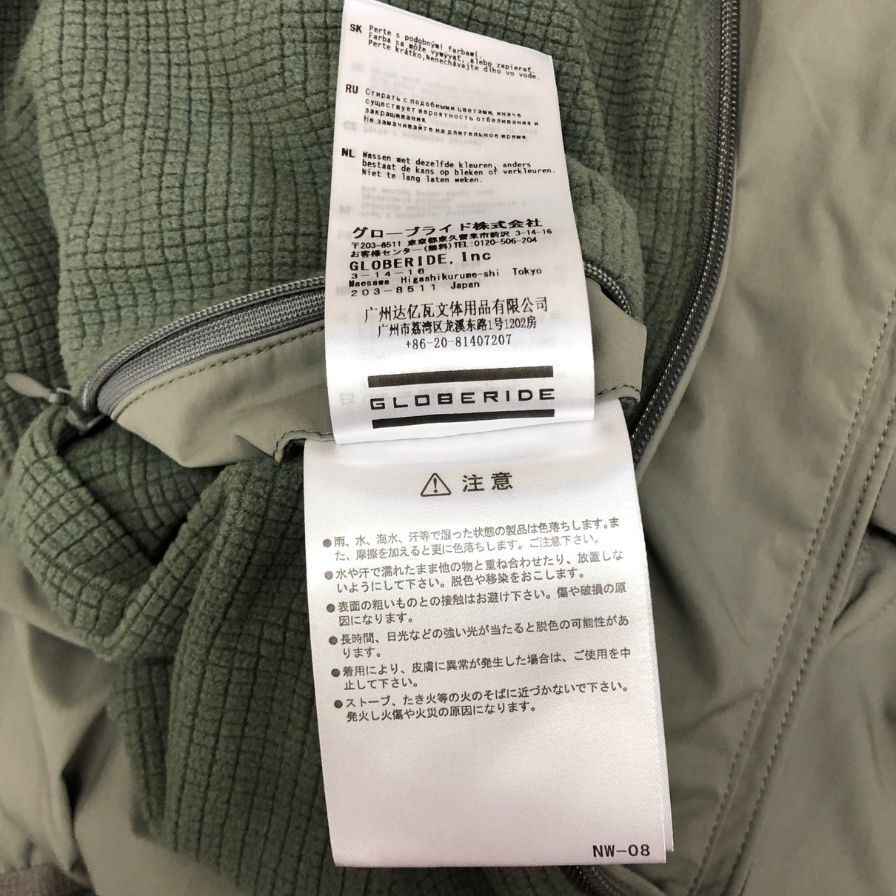 SK Perte s podobnými farbami.
Farba sa môže vymývať, alebo zapierať.
Perte krátko, Nenechávajte dlho vo vode.
RU Стирать с подобными цветами, иначе
существует вероятность отбеливания и
закрашивания.
Не замачивайте на длительное время.
NL Wassen met dezelfde kleuren, anders
bestaat de kans op bleken of verkleuren.
Niet te lang laten weken.
グローブライド株式会社
〒203-8511 東京都東久留米市前沢 3-14-16
お客様センター(無料)TEL:0120-506-204
GLOBERIDE, Inc
3-14-16
Maesawa Higashikurume-shi Tokyo
203-8511 Japan
广州达亿瓦文体用品有限公司
广州市荔湾区龙溪东路1号1202房
+86-20-81407207
GLOBERIDE
⚠ 注意
●雨、水、海水、汗等で湿った状態の製品は色落ちします。ま
た、摩擦を加えると更に色落ちします。ご注意下さい。
●水や汗で濡れたまま他の物と重ね合わせたり、放置しな
いようにして下さい。脱色や移染をおこします。
●表面の粗いものとの接触はお避け下さい。傷や破損の原
因になります。
●長時間、日光などの強い光が当たると脱色の可能性があ
ります。
●着用により、皮膚に異常が発生した場合は、ご使用を中
止して下さい。
●ストーブ、たき火等の火のそばに近づかないで下さい。
発火し火傷や火災の原因になります。
NW-08